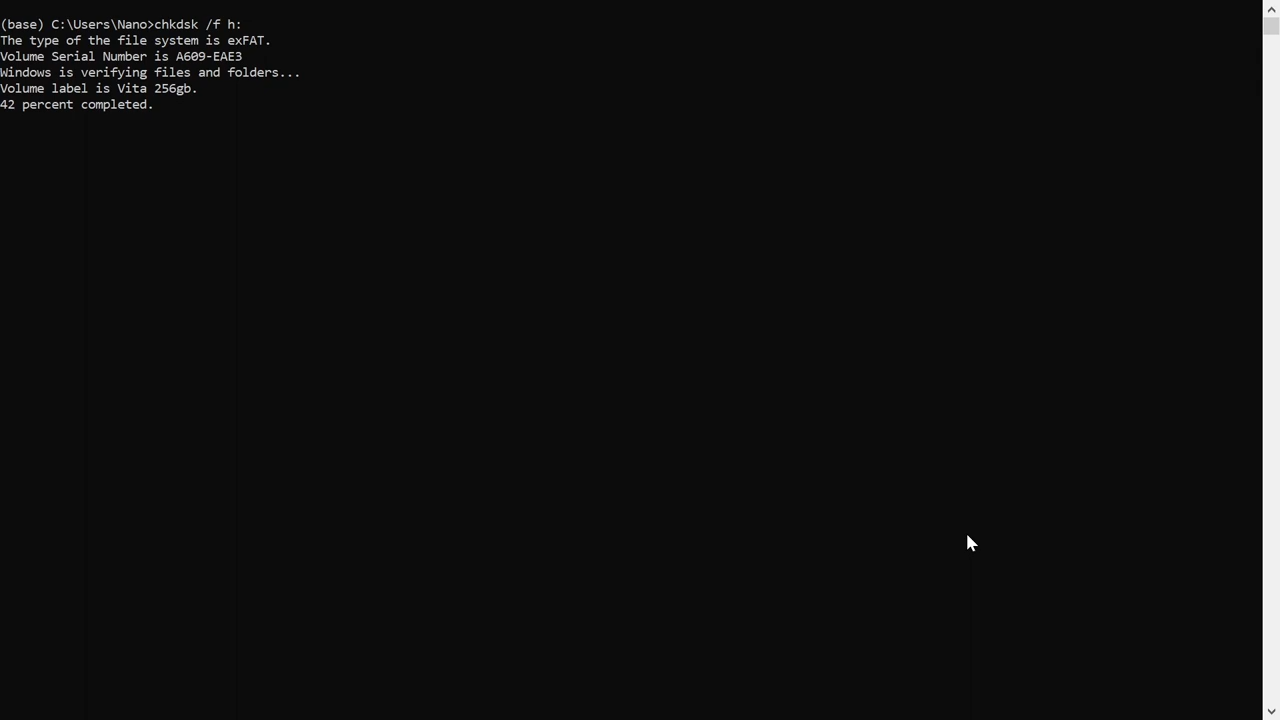 (base) C:\Users\Nano>chkdsk /f h:
The type of the file system is exFAT.
Volume Serial Number is A609-EAE3
Windows is verifying files and folders...
Volume label is Vita 256gb.
42 percent completed.